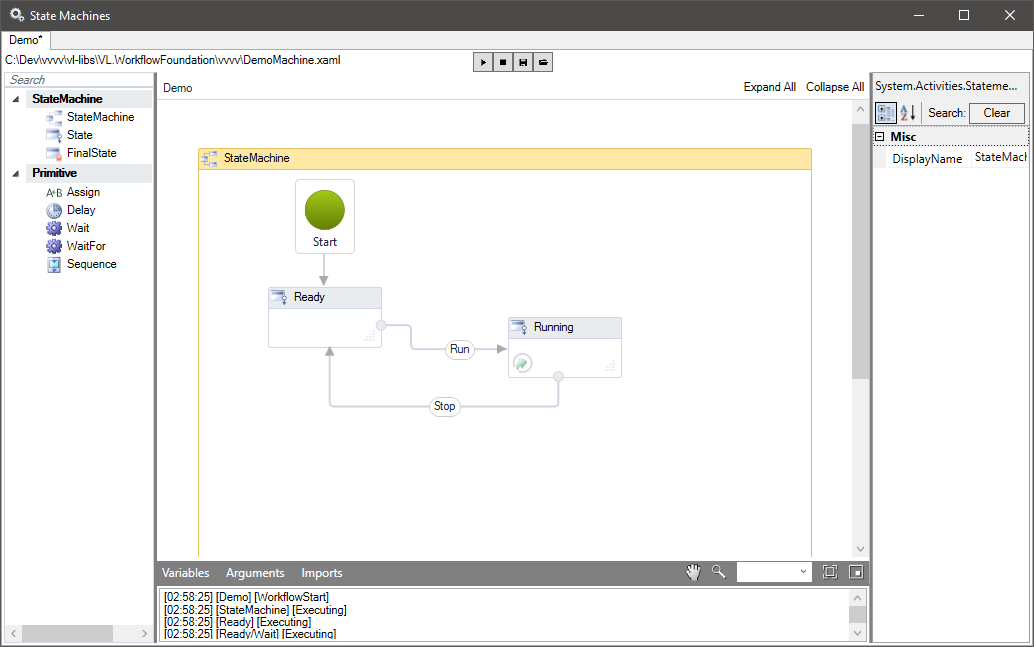 State Machines
Demo*
C:\Dev\vvvv\vl-libs\VL.WorkflowFoundation\vvvv\DemoMachine.xaml
Search
StateMachine
StateMachine
State
FinalState
Primitive
A+B Assign
Delay
Wait
WaitFor
Sequence
Demo
Expand All Collapse All
StateMachine
Start
Ready
Run
Running
Stop
Variables Arguments Imports
[02:58:25] [Demo] [WorkflowStart]
[02:58:25] [StateMachine] [Executing]
[02:58:25] [Ready] [Executing]
[02:58:25] [Ready/Wait] [Executing]
System.Activities.Stateme...
Search: Clear
Misc
DisplayName StateMach